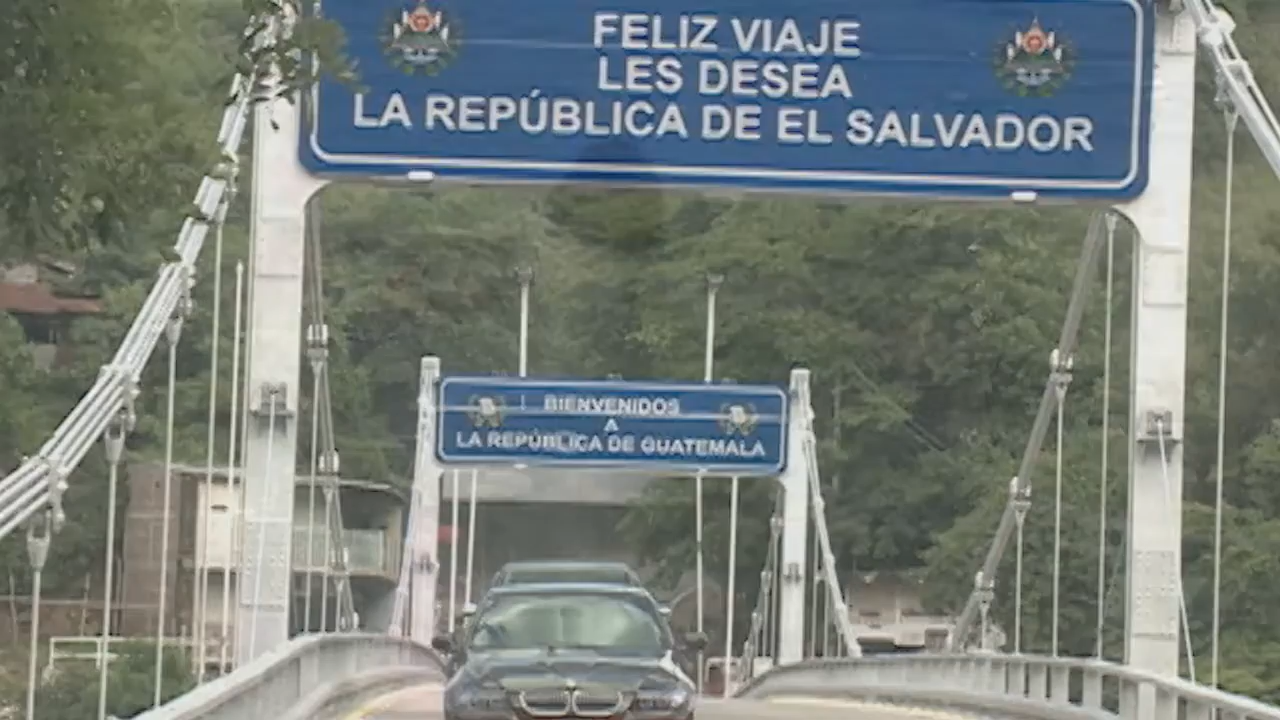 FELIZ VIAJE
LES DESEA
LA REPÚBLICA DE EL SALVADOR
BIENVENIDOS
A
LA REPÚBLICA DE GUATEMALA